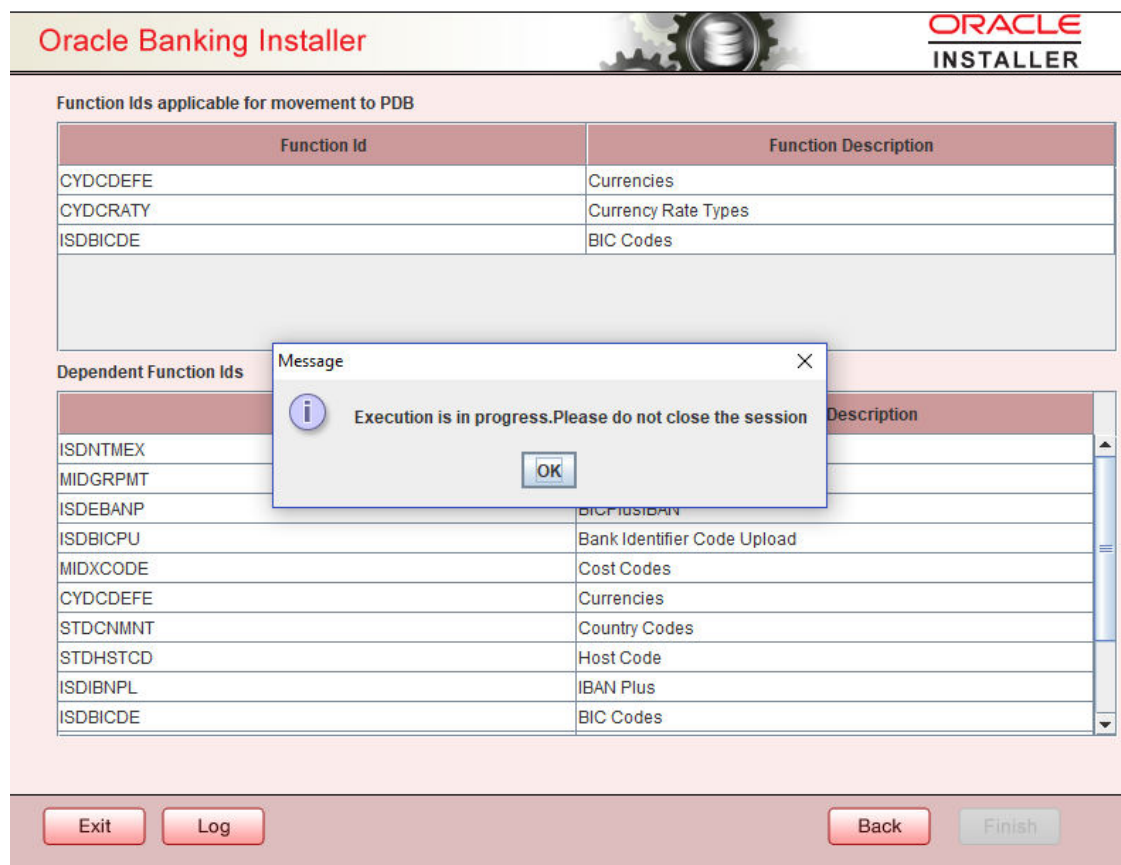 Oracle Banking Installer
ORACLE
INSTALLER
Function Ids applicable for movement to PDB
Function Id Function Description
CYDCDEFE Currencies
CYDCRATY Currency Rate Types
ISDBICDE BIC Codes
Message
Execution is in progress.Please do not close the session
OK
Dependent Function Ids
Description
ISDNTMEX
MIDGRPMT
ISDEBANP BICPlusIBAN
ISDBICPU Bank Identifier Code Upload
MIDXCODE Cost Codes
CYDCDEFE Currencies
STDCNMNT Country Codes
STDHSTCD Host Code
ISDIBNPL IBAN Plus
ISDBICDE BIC Codes
Exit Log Back Finish